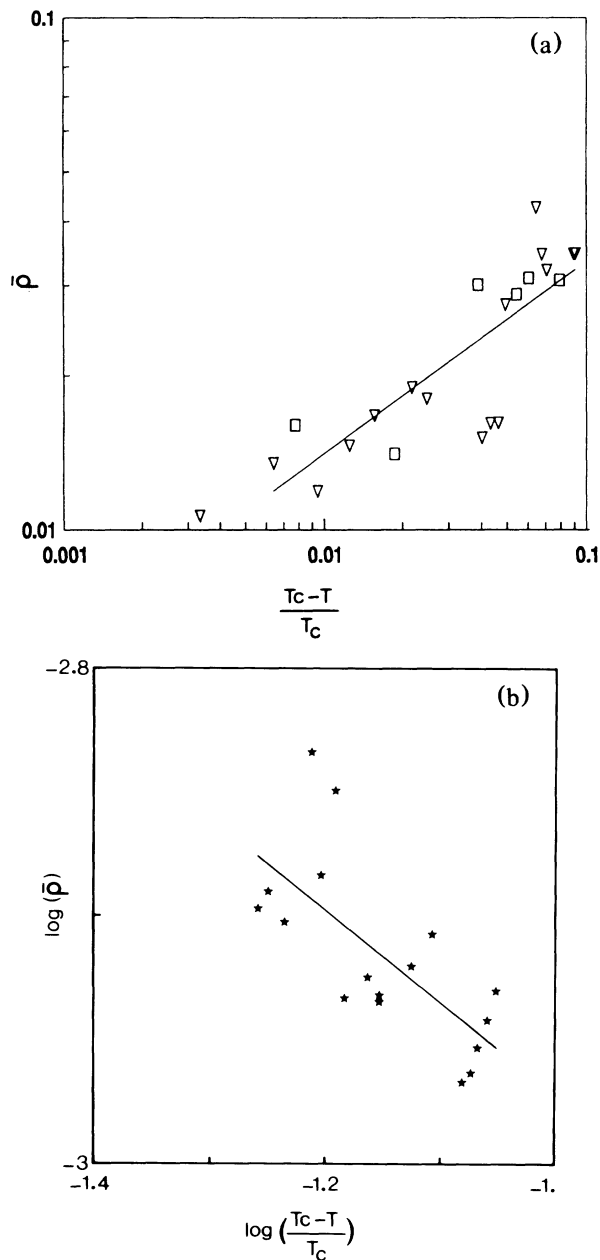 0.1
(a)
ρ̄
0.01
0.001
0.01
0.1
Tc-T
Tc
-2.8
(b)
log (ρ̄)
-3
-1.4
-1.2
-1.
log (Tc-T
Tc)